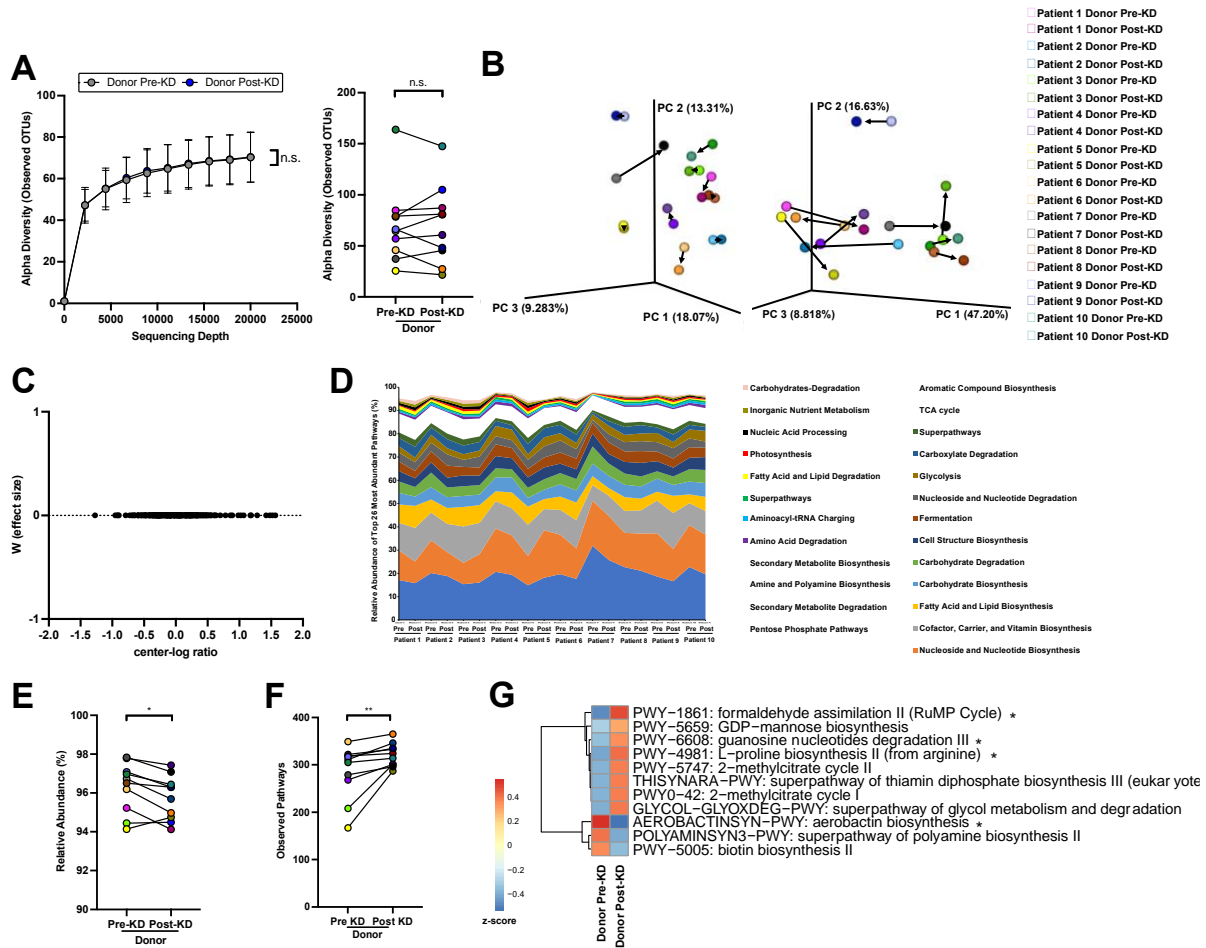 A
Donor Pre-KD
Donor Post-KD
Alpha Diversity (Observed OTUs)
100
80
60
40
20
0
0
5000
10000
15000
20000
25000
Sequencing Depth
n.s.
Alpha Diversity (Observed OTUs)
200
150
100
50
0
n.s.
Pre-KD Post-KD
Donor
B
PC 2 (13.31%)
PC 3 (9.283%)
PC 1 (18.07%)
PC 2 (16.63%)
PC 3 (8.818%)
PC 1 (47.20%)
Patient 1 Donor Pre-KD
Patient 1 Donor Post-KD
Patient 2 Donor Pre-KD
Patient 2 Donor Post-KD
Patient 3 Donor Pre-KD
Patient 3 Donor Post-KD
Patient 4 Donor Pre-KD
Patient 4 Donor Post-KD
Patient 5 Donor Pre-KD
Patient 5 Donor Post-KD
Patient 6 Donor Pre-KD
Patient 6 Donor Post-KD
Patient 7 Donor Pre-KD
Patient 7 Donor Post-KD
Patient 8 Donor Pre-KD
Patient 8 Donor Post-KD
Patient 9 Donor Pre-KD
Patient 9 Donor Post-KD
Patient 10 Donor Pre-KD
Patient 10 Donor Post-KD
C
W (effect size)
1
0
-1
-2.0
-1.5
-1.0
-0.5
0.0
0.5
1.0
1.5
2.0
center-log ratio
D
Relative Abundance of Top 26 Most Abundant Pathways (%)
100
90
80
70
60
50
40
30
20
10
0
Pre Post Pre Post Pre Post Pre Post Pre Post Pre Post Pre Post Pre Post Pre Post Pre Post
Patient 1 Patient 2 Patient 3 Patient 4 Patient 5 Patient 6 Patient 7 Patient 8 Patient 9 Patient 10
Carbohydrates-Degradation
Inorganic Nutrient Metabolism
Nucleic Acid Processing
Photosynthesis
Fatty Acid and Lipid Degradation
Superpathways
Aminoacyl-tRNA Charging
Amino Acid Degradation
Secondary Metabolite Biosynthesis
Amine and Polyamine Biosynthesis
Secondary Metabolite Degradation
Pentose Phosphate Pathways
Aromatic Compound Biosynthesis
TCA cycle
Superpathways
Carboxylate Degradation
Glycolysis
Nucleoside and Nucleotide Degradation
Fermentation
Cell Structure Biosynthesis
Carbohydrate Degradation
Carbohydrate Biosynthesis
Fatty Acid and Lipid Biosynthesis
Cofactor, Carrier, and Vitamin Biosynthesis
Nucleoside and Nucleotide Biosynthesis
E
Relative Abundance (%)
100
98
96
94
92
90
*
Pre-KD Post-KD
Donor
F
Observed Pathways
400
300
200
100
0
**
Pre KD Post KD
Donor
G
0.4
0.2
0
−0.2
−0.4
z-score
PWY−1861: formaldehyde assimilation II (RuMP Cycle) *
PWY−5659: GDP−mannose biosynthesis
PWY−6608: guanosine nucleotides degradation III *
PWY−4981: L−proline biosynthesis II (from arginine) *
PWY−5747: 2−methylcitrate cycle II
THISYNARA−PWY: superpathway of thiamin diphosphate biosynthesis III (eukaryote
PWY0−42: 2−methylcitrate cycle I
GLYCOL−GLYOXDEG−PWY: superpathway of glycol metabolism and degradation
AEROBACTINSYN−PWY: aerobactin biosynthesis *
POLYAMINSYN3−PWY: superpathway of polyamine biosynthesis II
PWY−5005: biotin biosynthesis II
Donor Pre-KD
Donor Post-KD